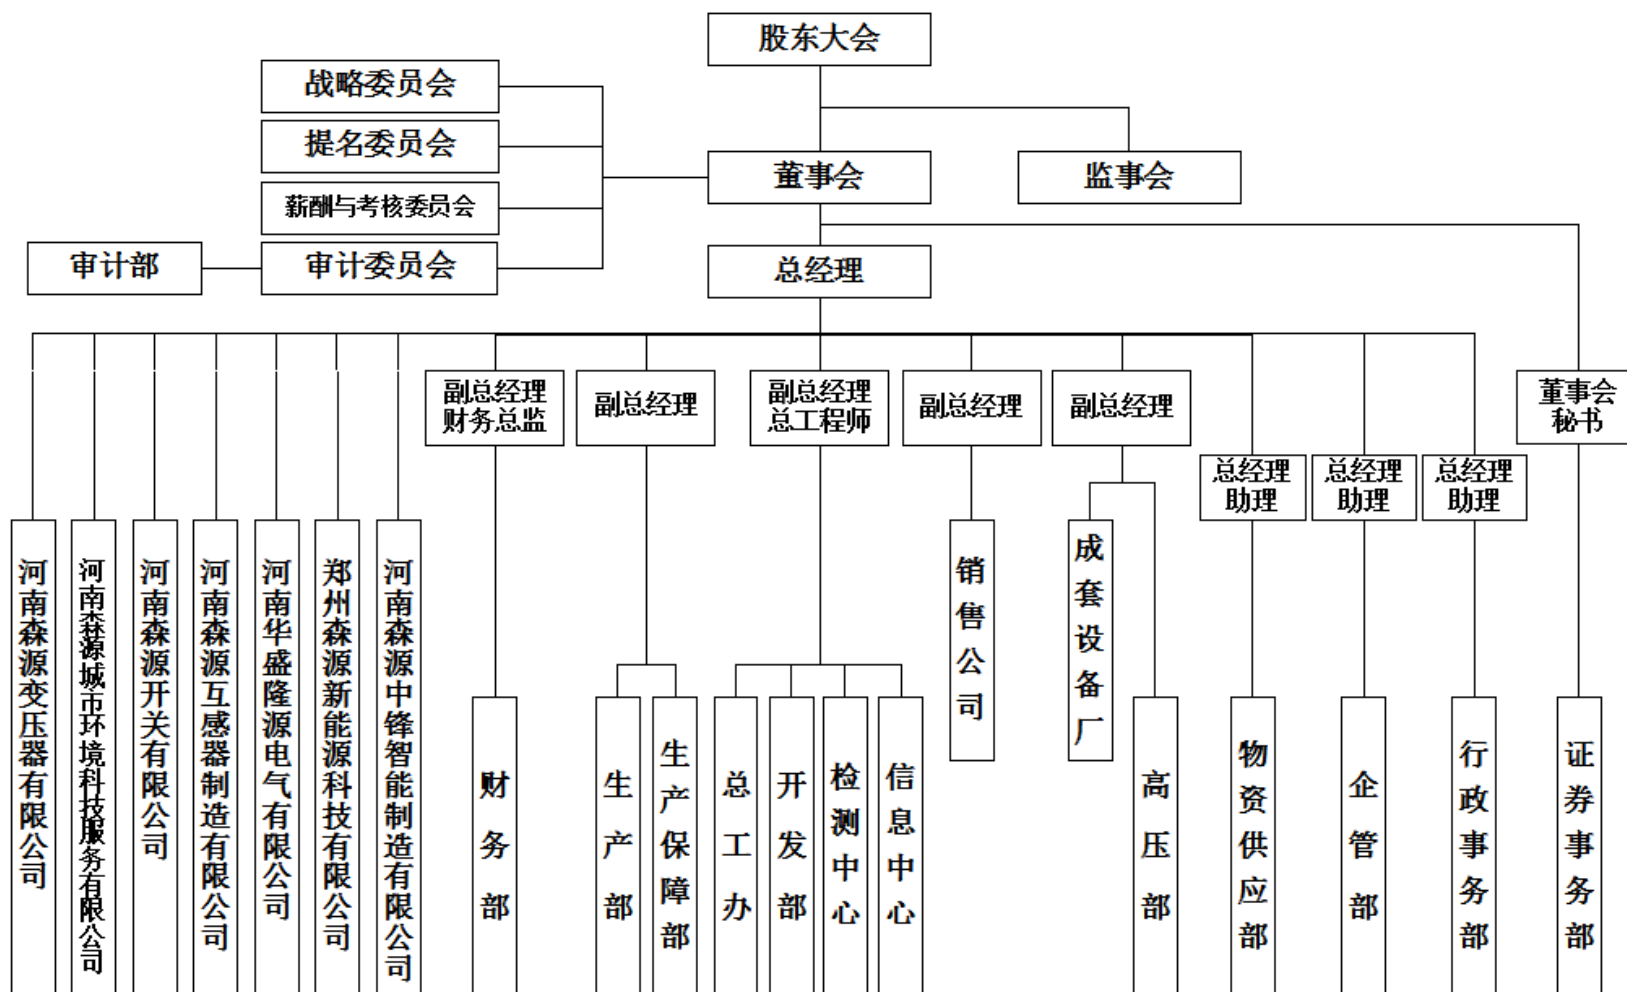 股东大会
战略委员会
提名委员会
董事会
监事会
薪酬与考核委员会
审计部
审计委员会
总经理
副总经理
财务总监
副总经理
副总经理
总工程师
副总经理
副总经理
董事会
秘书
总经理
助理
总经理
助理
总经理
助理
河南森源变压器有限公司
河南森源城市环境科技服务有限公司
河南森源开关有限公司
河南森源互感器制造有限公司
河南华盛隆源电气有限公司
郑州森源新能源科技有限公司
河南森源中锋智能制造有限公司
财务部
生产部
生产保障部
总工办
开发部
检测中心
信息中心
销售公司
成套设备厂
高压部
物资供应部
企管部
行政事务部
证券事务部